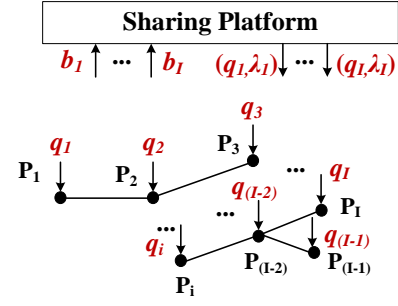 Sharing Platform
b1 ... bI (q1,λ1) ... (qI,λI)
q3
q1 q2
P3 ... qI
P1 P2
... q(I-2)
... PI
qi q(I-1)
P(I-2) P(I-1)
Pi